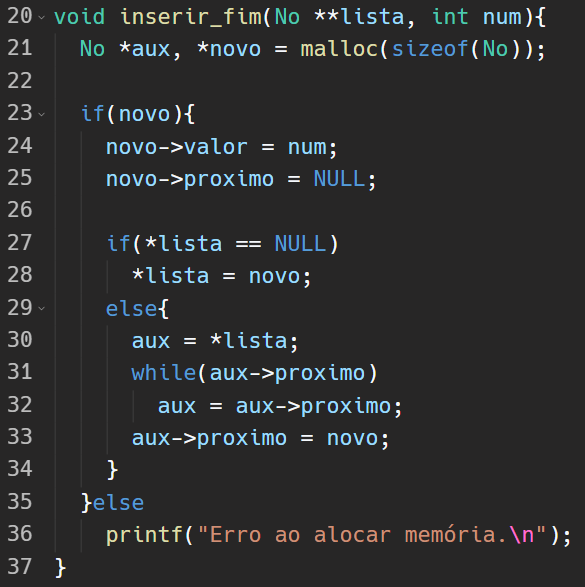 20 void inserir_fim(No **lista, int num){
21   No *aux, *novo = malloc(sizeof(No));
22
23   if(novo){
24     novo->valor = num;
25     novo->proximo = NULL;
26
27     if(*lista == NULL)
28       *lista = novo;
29     else{
30       aux = *lista;
31       while(aux->proximo)
32         aux = aux->proximo;
33       aux->proximo = novo;
34     }
35   }else
36     printf("Erro ao alocar memória.\n");
37 }